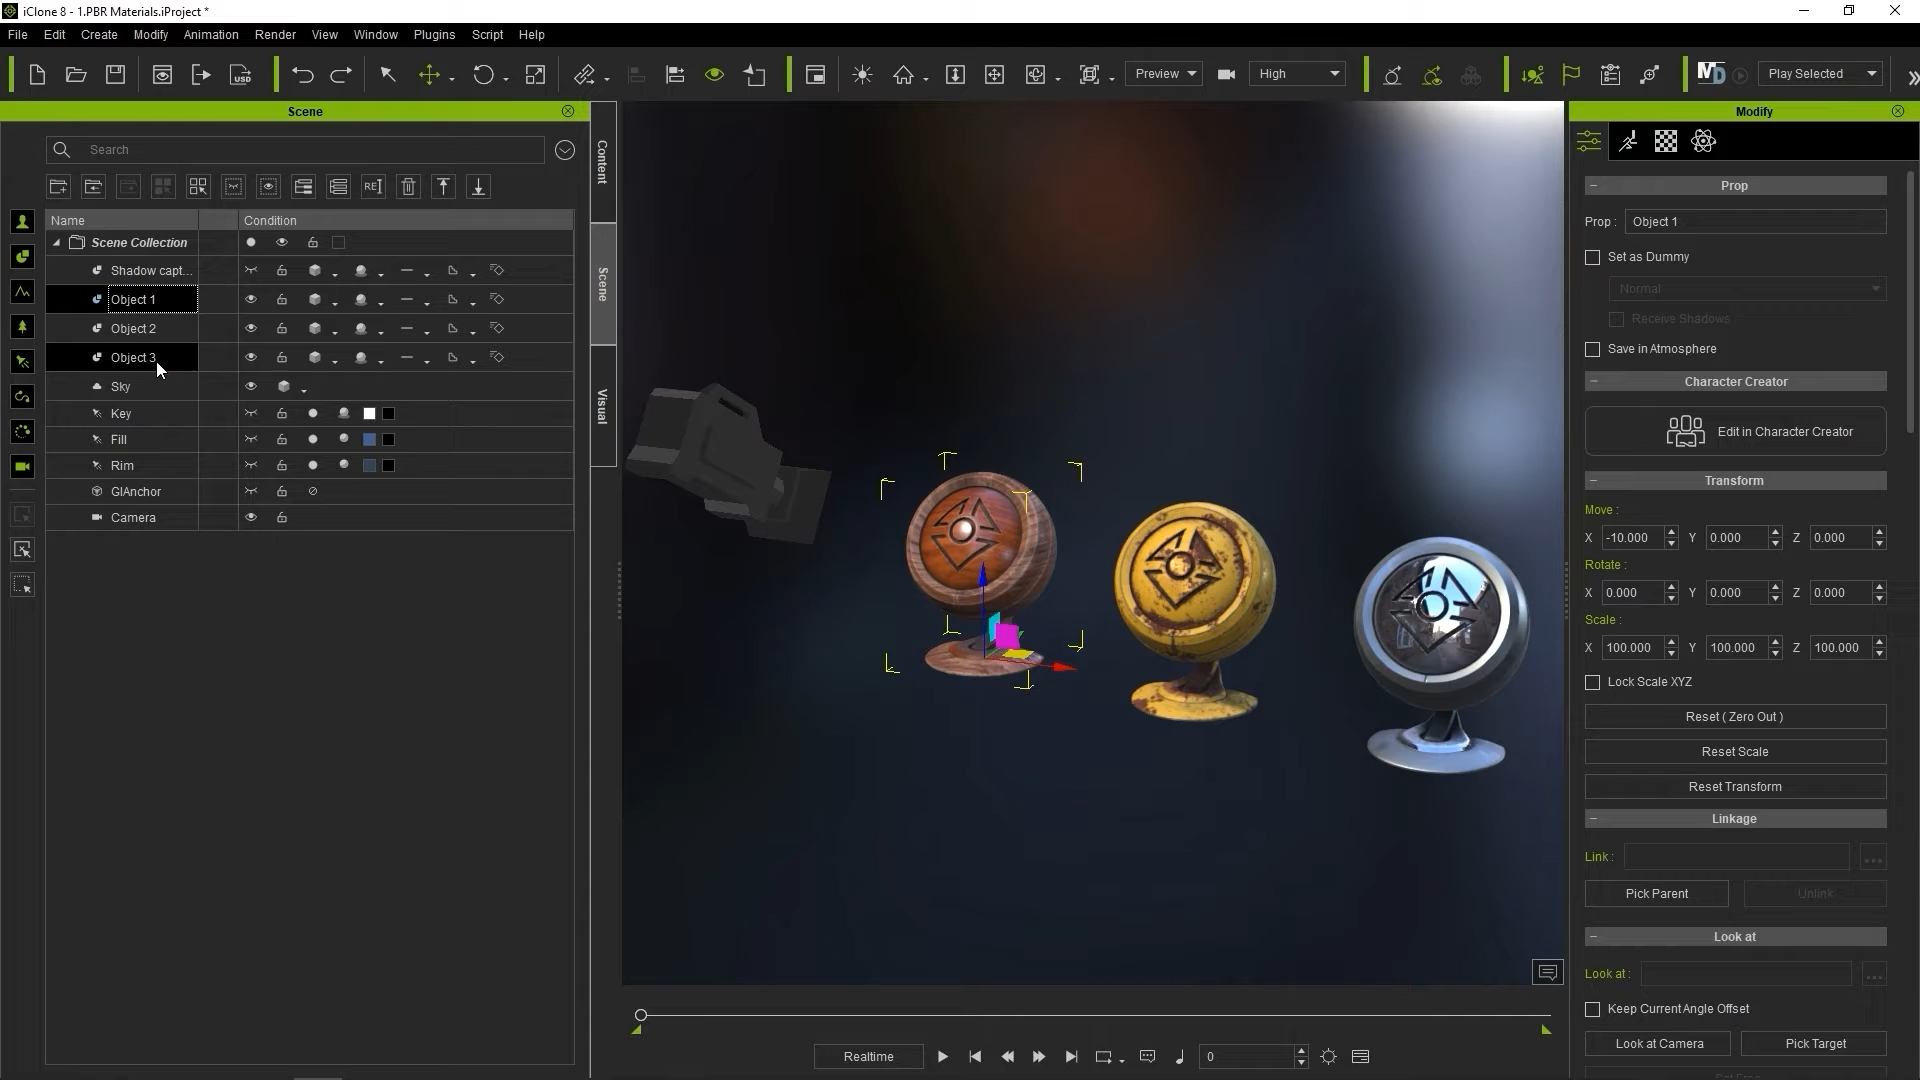 iClone 8 - 1.PBR Materials.iProject *
File Edit Create Modify Animation Render View Window Plugins Script Help
USD
Preview
High
MD
Play Selected
Scene
Search
RE
Name
Condition
Scene Collection
Shadow capt...
Object 1
Object 2
Object 3
Sky
Key
Fill
Rim
GIAnchor
Camera
Content
Scene
Visual
Realtime
0
Modify
Prop
Prop : Object 1
Set as Dummy
Normal
Receive Shadows
Save in Atmosphere
Character Creator
Edit in Character Creator
Transform
Move :
X -10.000 Y 0.000 Z 0.000
Rotate :
X 0.000 Y 0.000 Z 0.000
Scale :
X 100.000 Y 100.000 Z 100.000
Lock Scale XYZ
Reset ( Zero Out )
Reset Scale
Reset Transform
Linkage
Link : ...
Pick Parent Unlink
Look at
Look at : ...
Keep Current Angle Offset
Look at Camera Pick Target